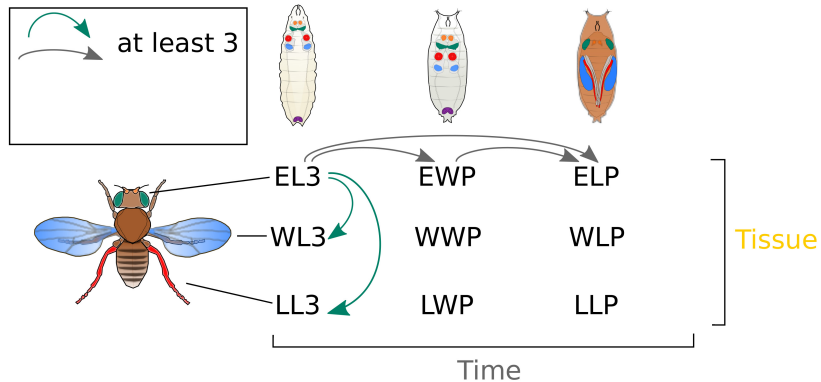 at least 3
EL3 EWP ELP
WL3 WWP WLP
LL3 LWP LLP
Tissue
Time